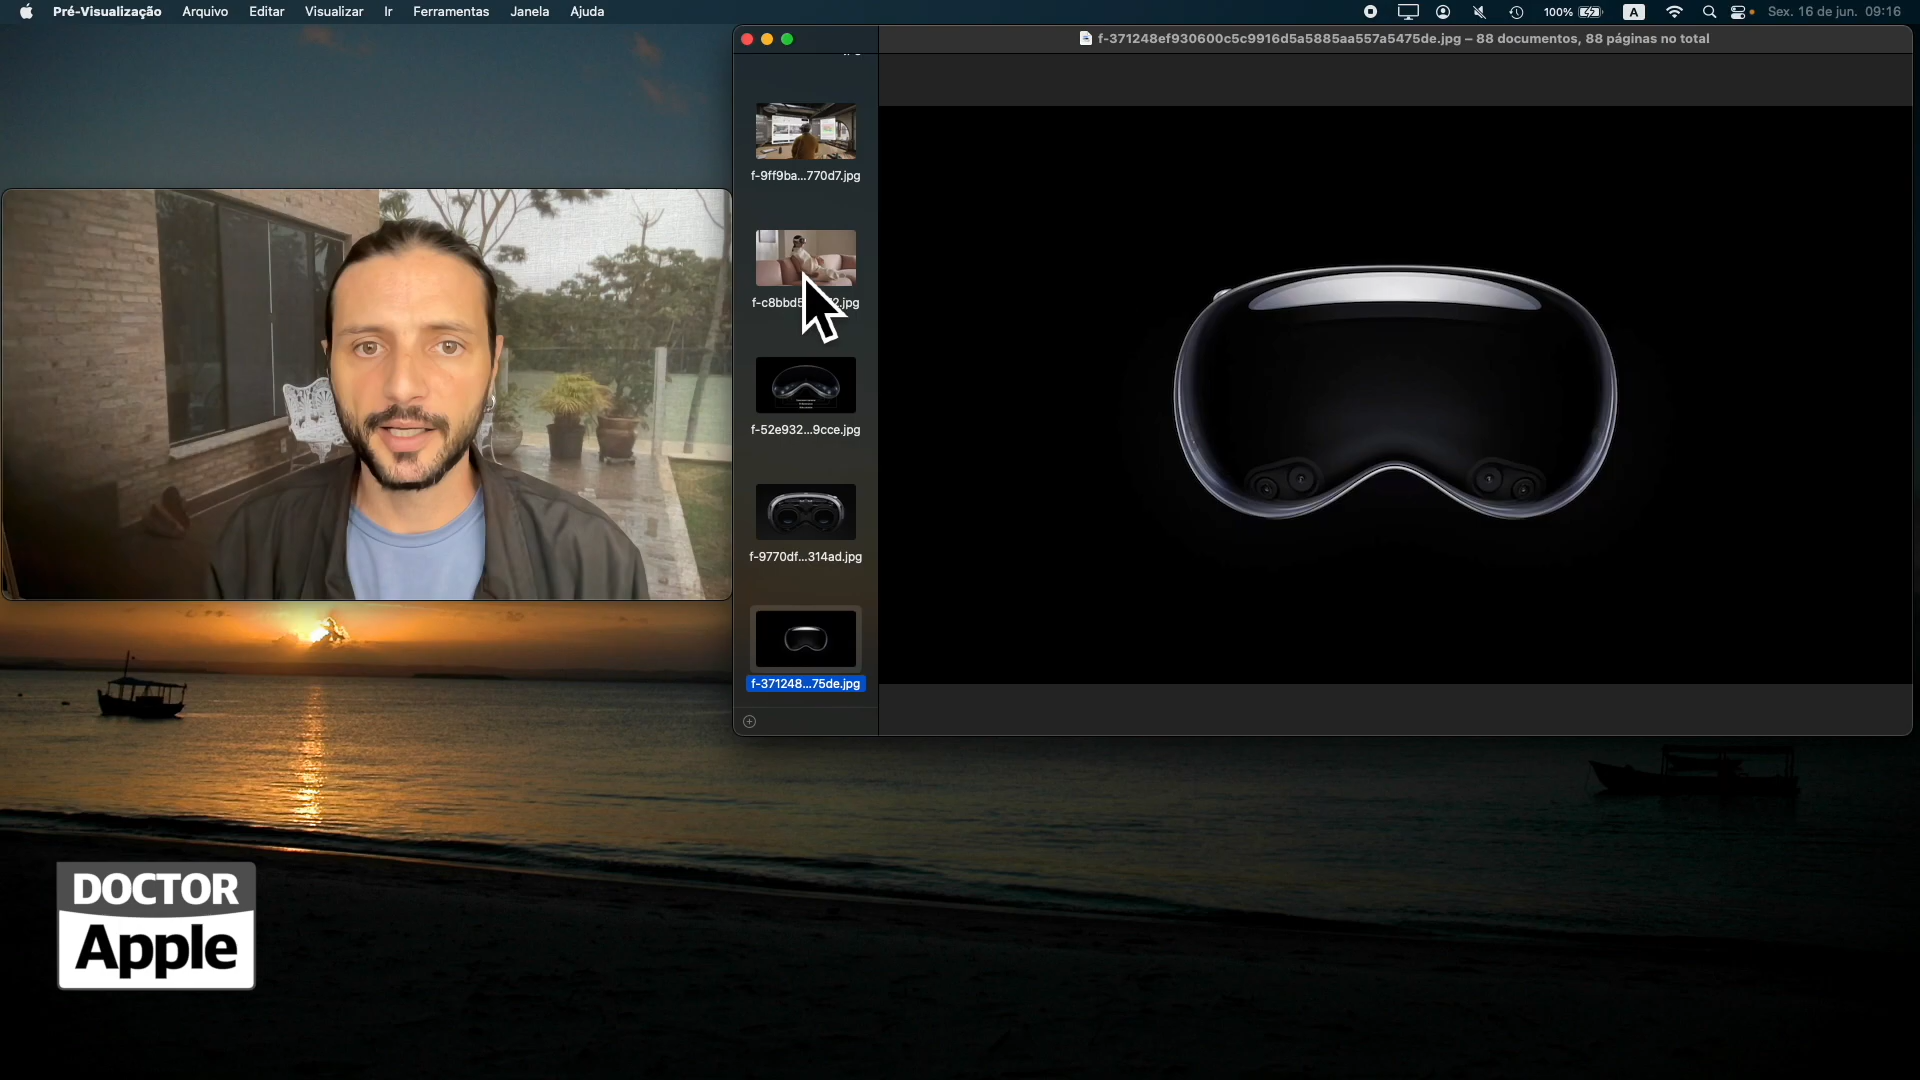 Pré-Visualização Arquivo Editar Visualizar Ir Ferramentas Janela Ajuda 100% A Sex. 16 de jun. 09:16
f-371248ef930600c5c9916d5a5885aa557a5475de.jpg – 88 documentos, 88 páginas no total
f-9ff9ba...770d7.jpg
f-52e932...9cce.jpg
f-9770df...314ad.jpg
f-371248...75de.jpg
DOCTOR
Apple